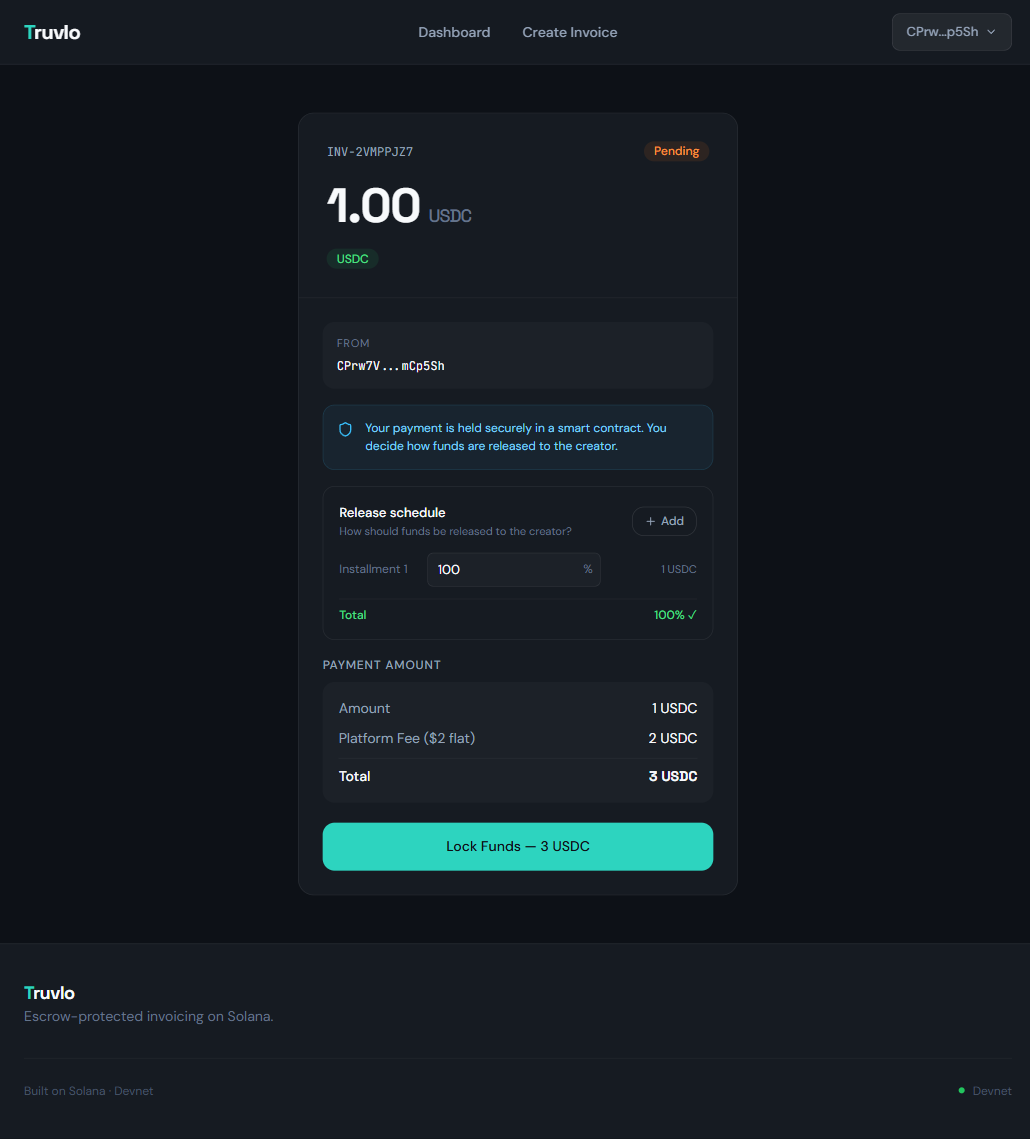 Truvlo
Dashboard
Create Invoice
CPrw...p5Sh
INV-2VMPPJZ7
Pending
1.00 USDC
USDC
FROM
CPrw7V...mCp5Sh
Your payment is held securely in a smart contract. You
decide how funds are released to the creator.
Release schedule
How should funds be released to the creator?
+ Add
Installment 1
100 %
1 USDC
Total
100% ✓
PAYMENT AMOUNT
Amount
1 USDC
Platform Fee ($2 flat)
2 USDC
Total
3 USDC
Lock Funds — 3 USDC
Truvlo
Escrow-protected invoicing on Solana.
Built on Solana · Devnet
Devnet